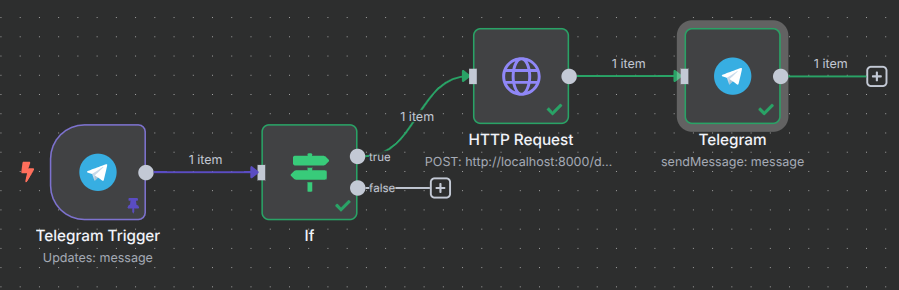 1 item
1 item
1 item
true
HTTP Request
Telegram
POST: http://localhost:8000/d...
sendMessage: message
1 item
false
Telegram Trigger
If
Updates: message